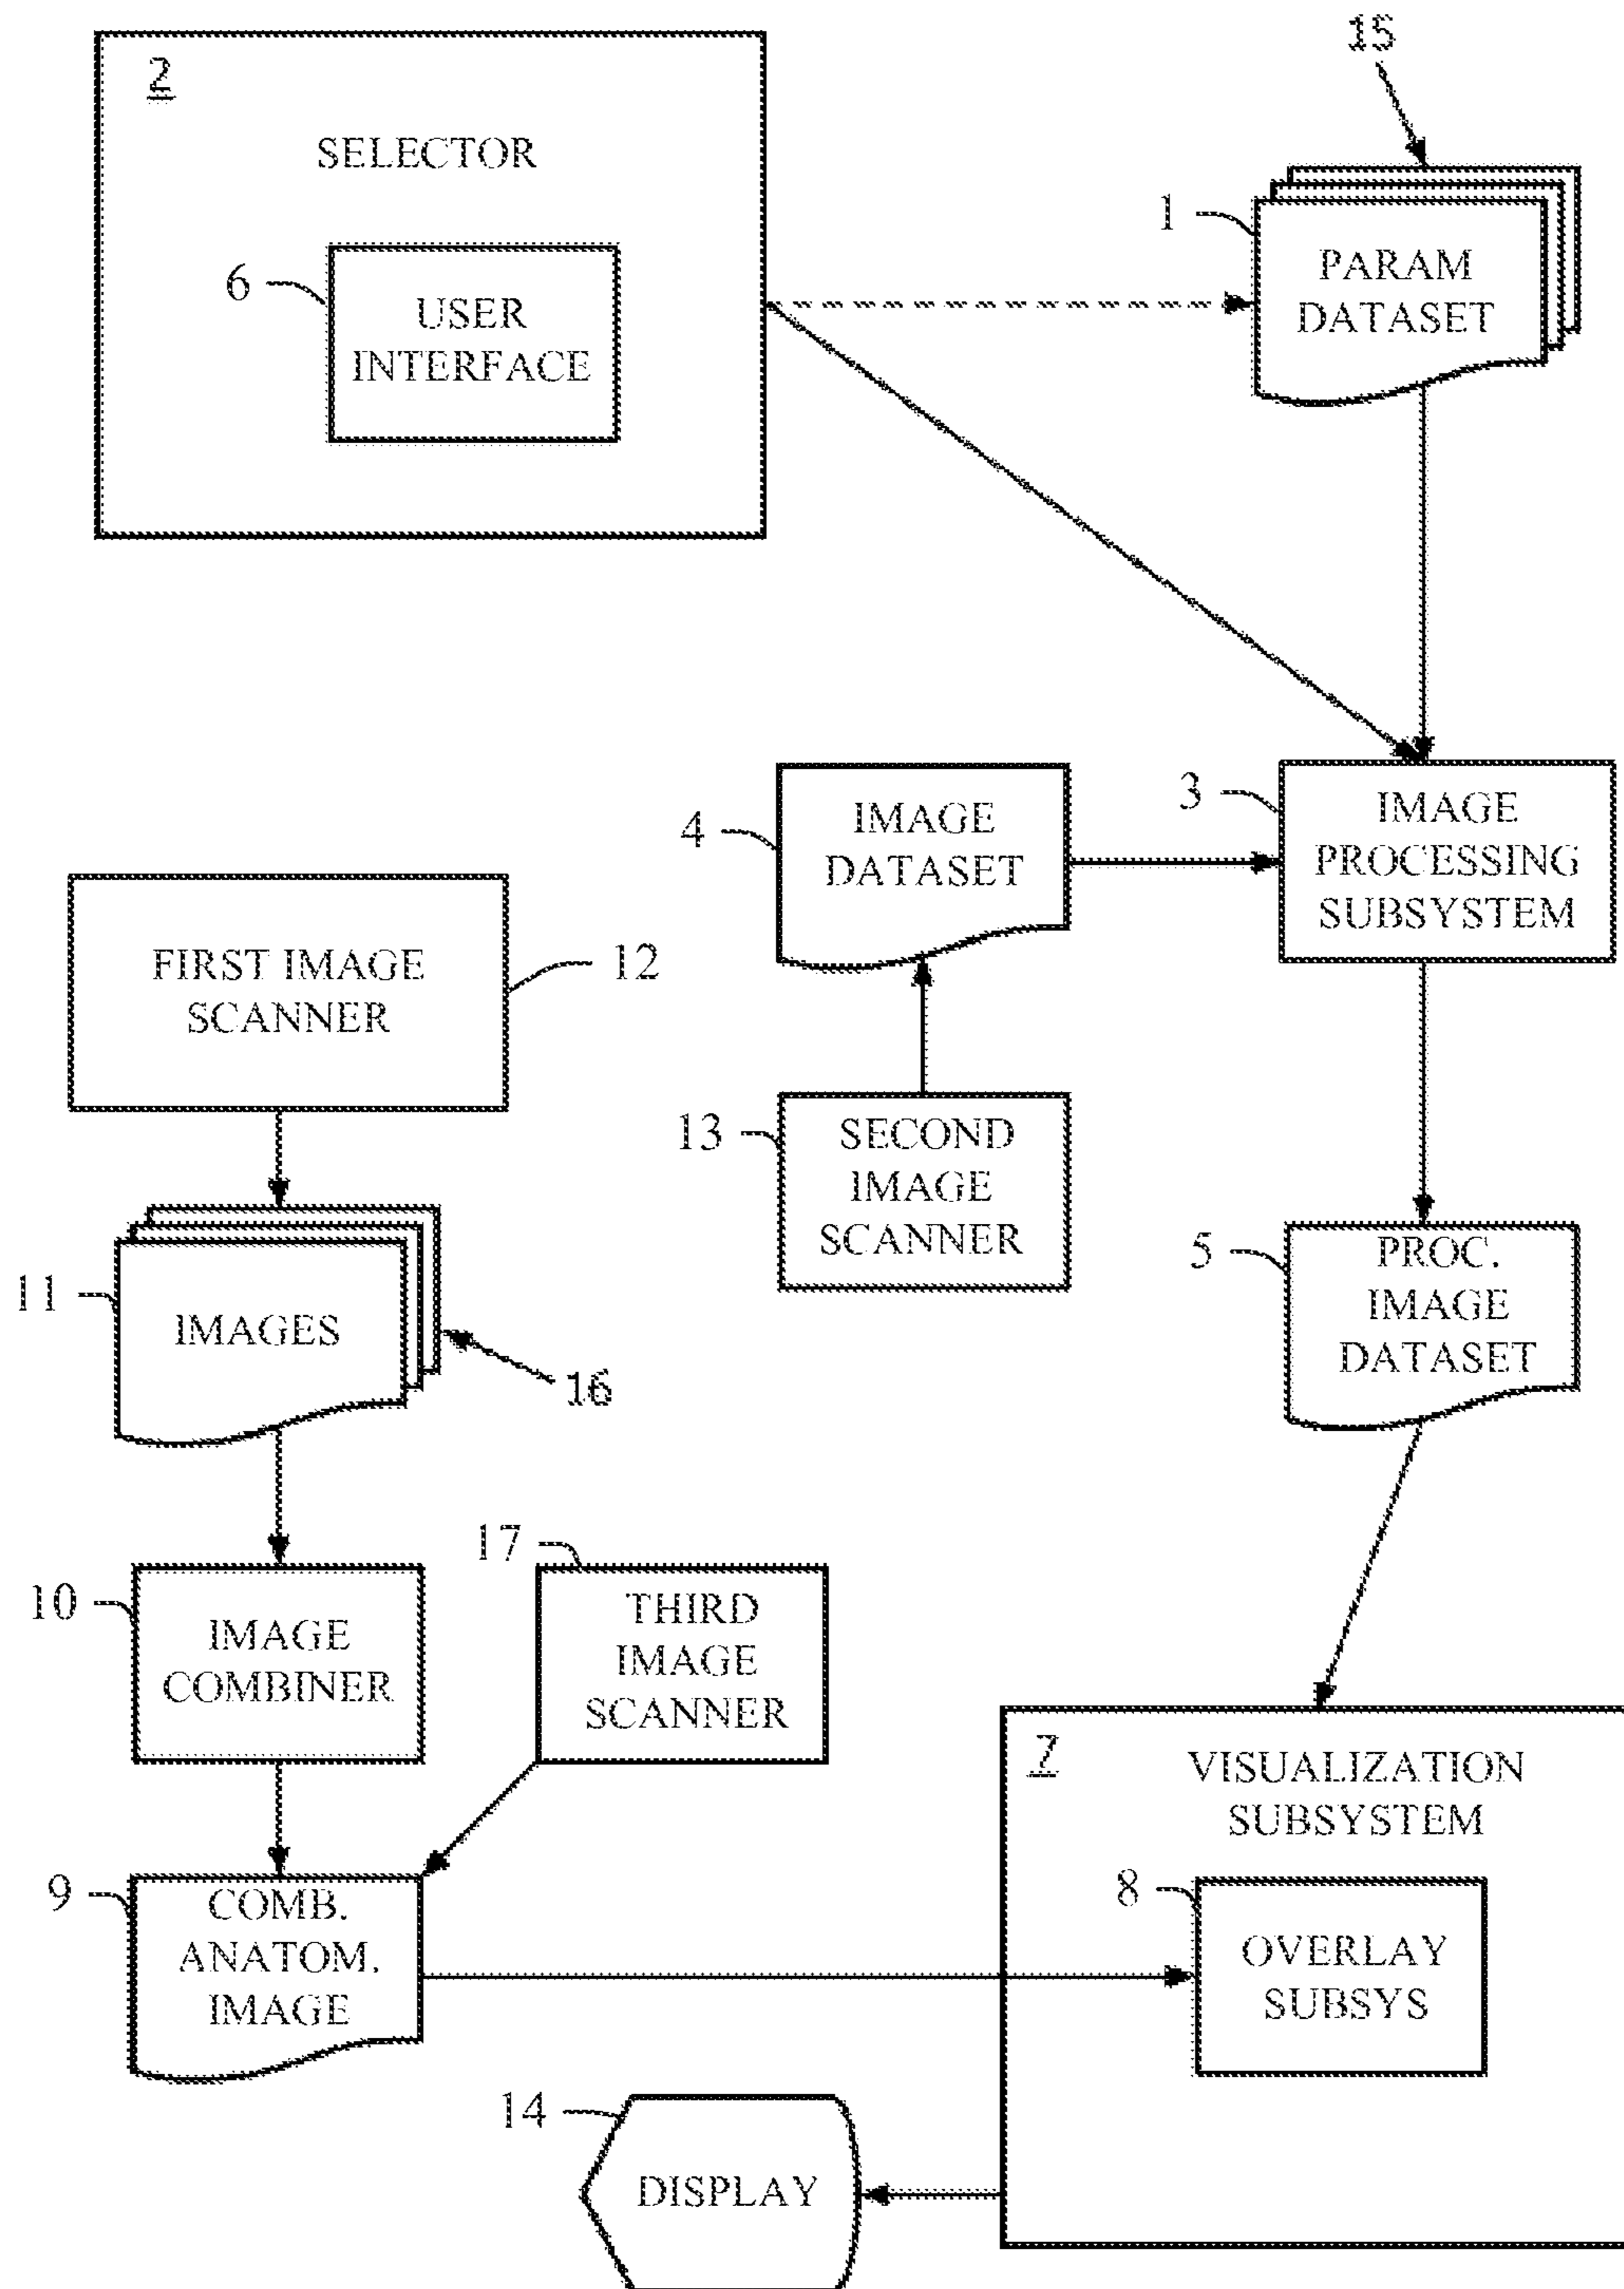 2
SELECTOR
6
USER
INTERFACE
15
1
PARAM
DATASET
4
IMAGE
DATASET
3
IMAGE
PROCESSING
SUBSYSTEM
FIRST IMAGE
SCANNER
12
13
SECOND
IMAGE
SCANNER
11
IMAGES
16
5
PROC.
IMAGE
DATASET
10
IMAGE
COMBINER
17
THIRD
IMAGE
SCANNER
7
VISUALIZATION
SUBSYSTEM
9
COMB.
ANATOM.
IMAGE
8
OVERLAY
SUBSYS
14
DISPLAY